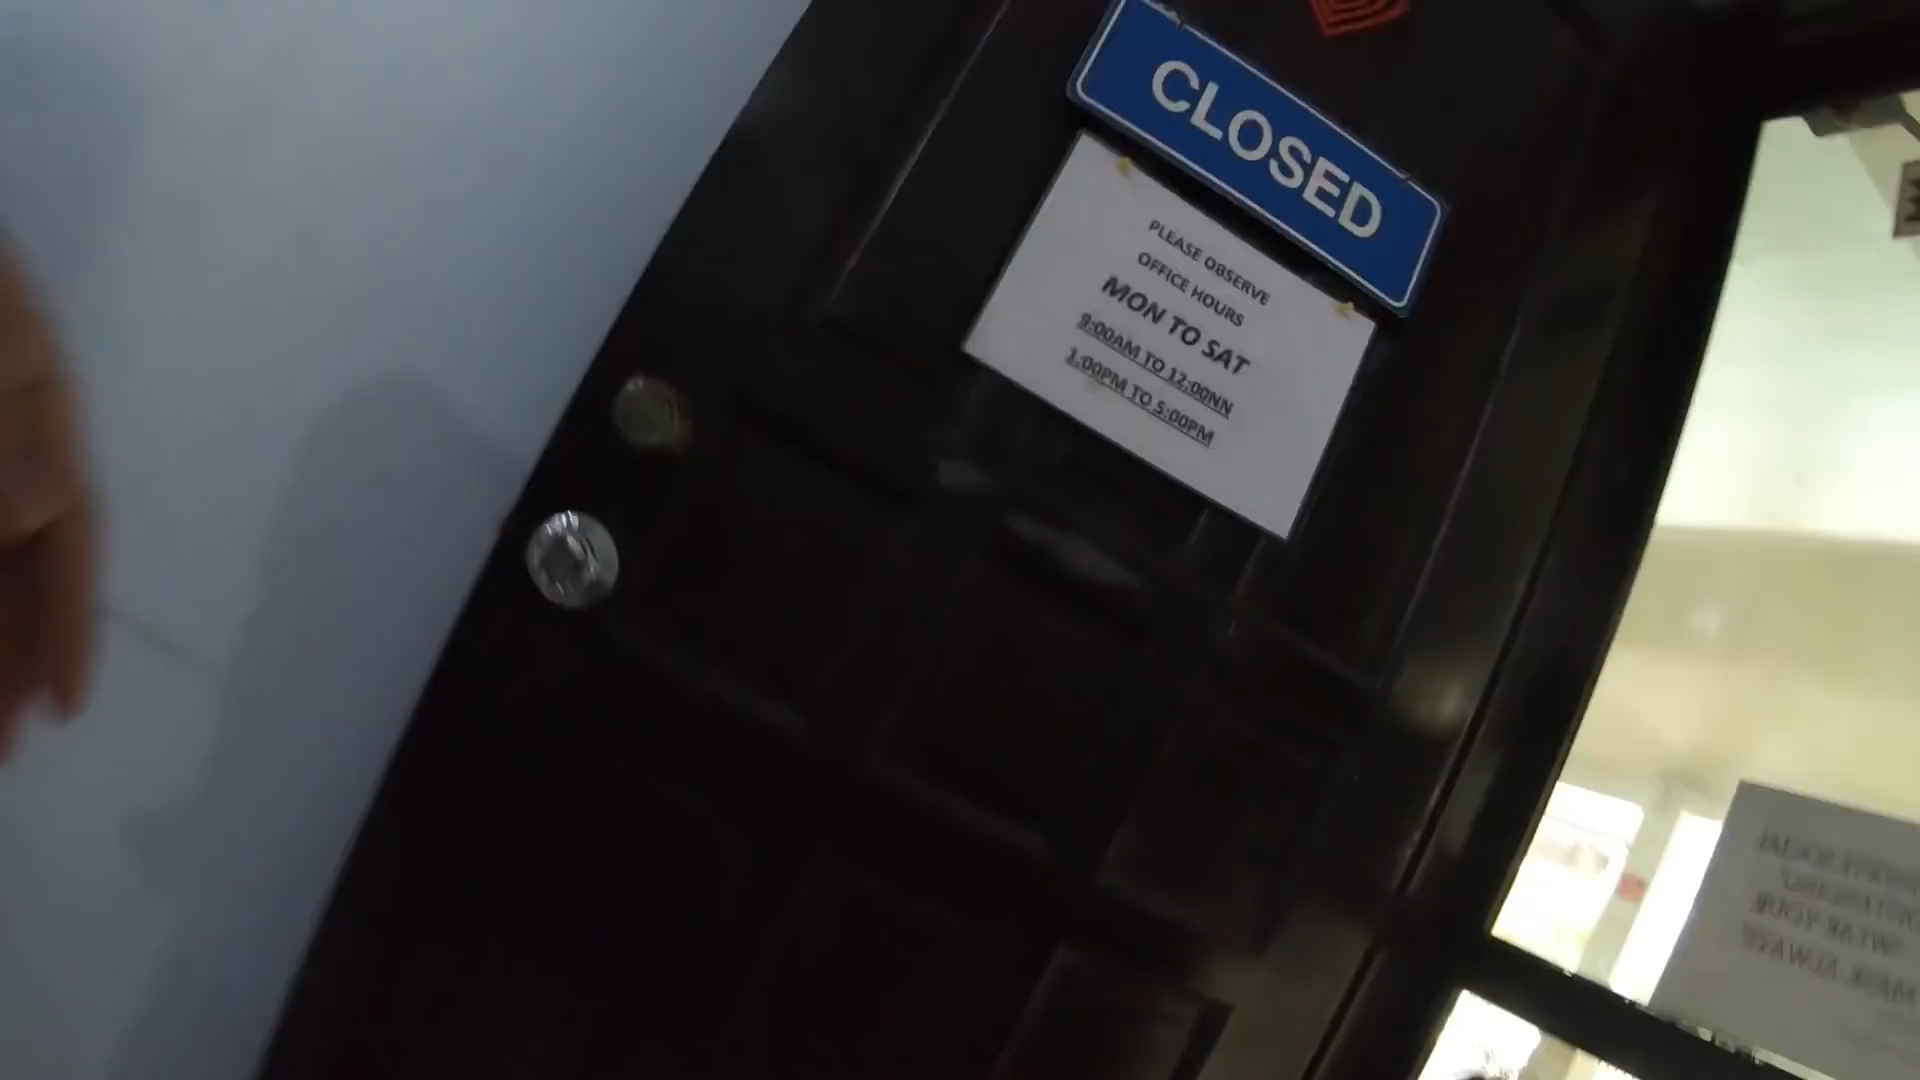 CLOSED
PLEASE OBSERVE
OFFICE HOURS
MON TO SAT
9:00AM TO 12:00NN
1:00PM TO 5:00PM